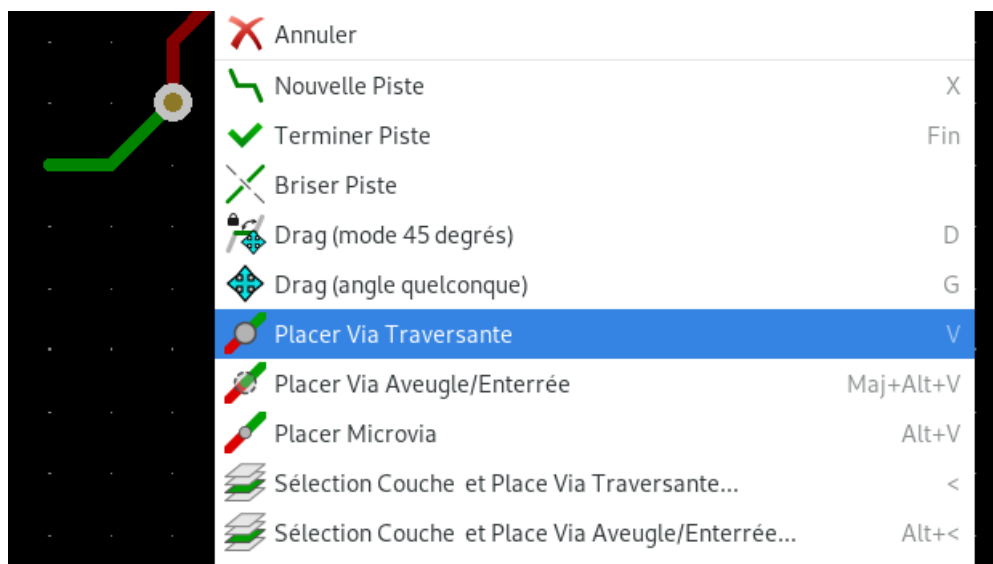 Annuler
Nouvelle Piste X
Terminer Piste Fin
Briser Piste
Drag (mode 45 degrés) D
Drag (angle quelconque) G
Placer Via Traversante V
Placer Via Aveugle/Enterrée Maj+Alt+V
Placer Microvia Alt+V
Sélection Couche et Place Via Traversante... <
Sélection Couche et Place Via Aveugle/Enterrée... Alt+<